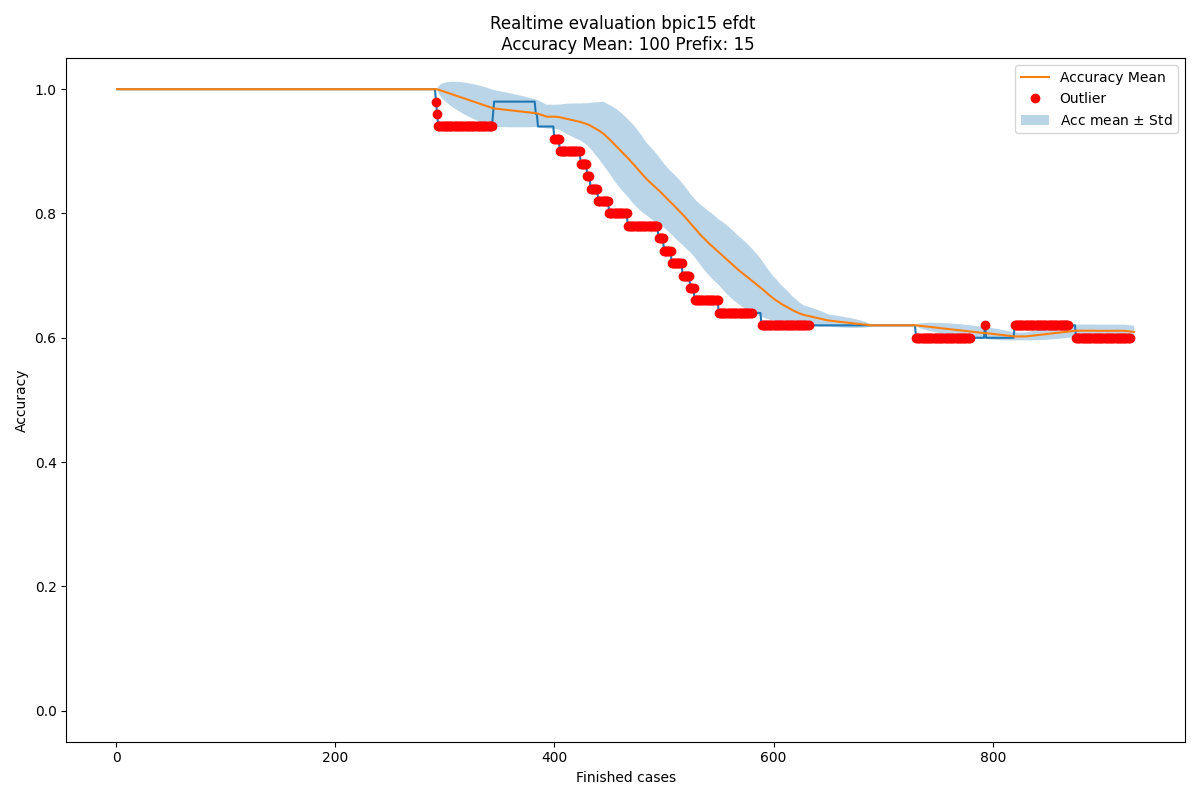 Realtime evaluation bpic15 efdt
Accuracy Mean: 100 Prefix: 15
Accuracy Mean
Outlier
Acc mean ± Std
1.0
0.8
0.6
0.4
0.2
0.0
Accuracy
0 200 400 600 800
Finished cases